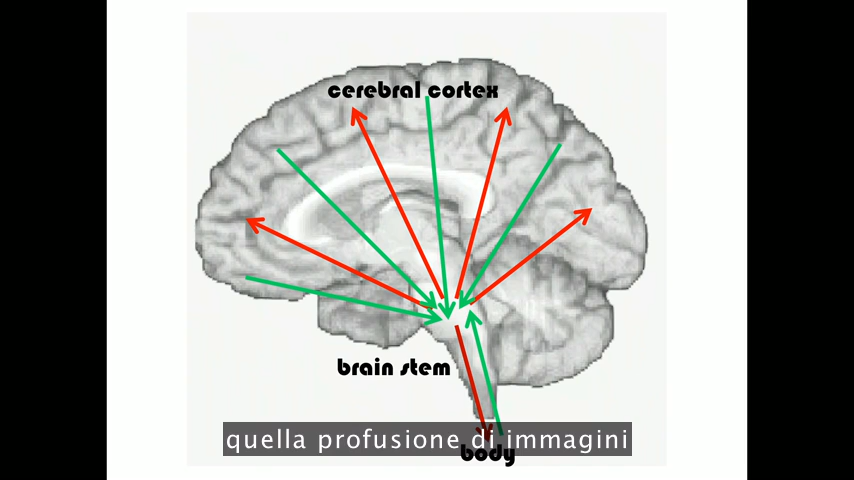 cerebral cortex
brain stem
quella profusione di immagini
body